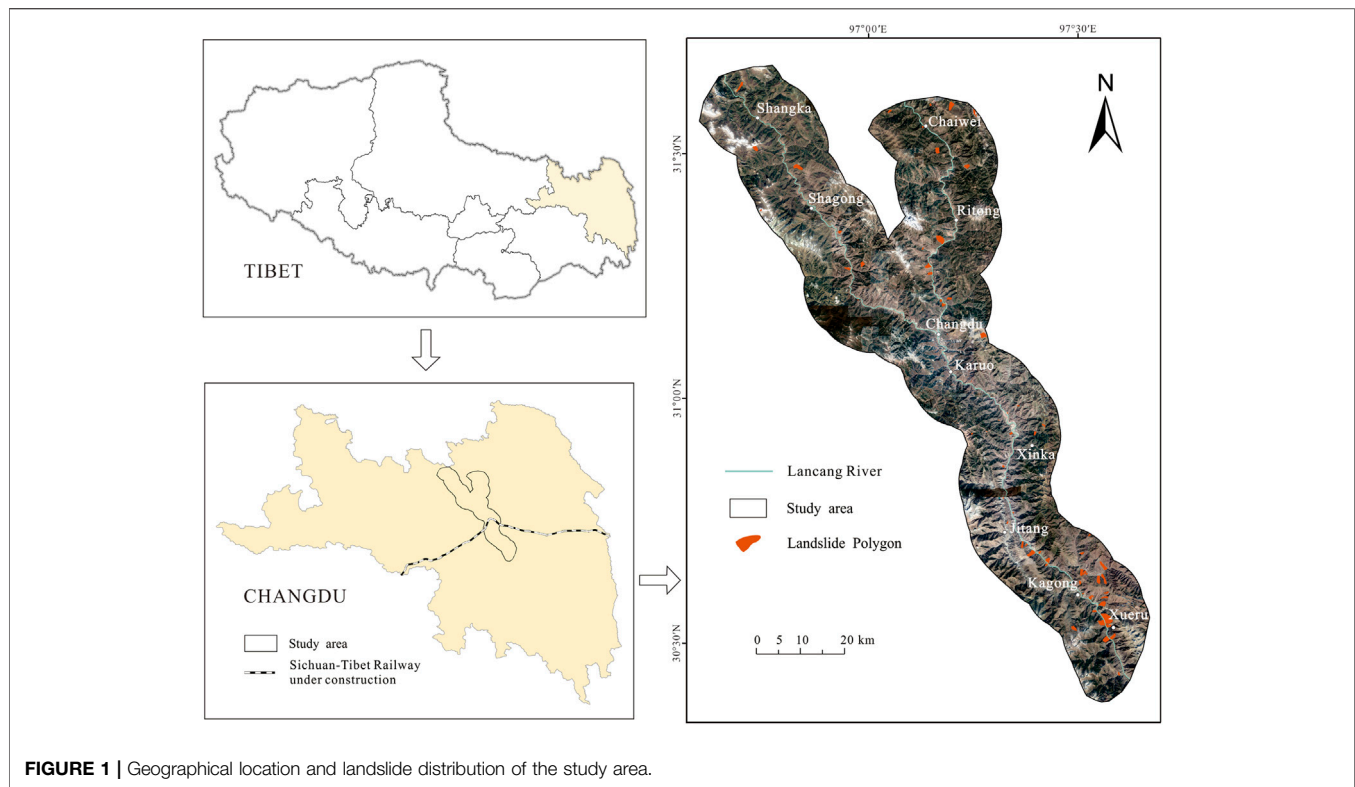 TIBET
CHANGDU
Study area
Sichuan-Tibet Railway
under construction
97°00'E
97°30'E
N
Shangka
Chaiwei
31°30'N
Shagong
Ritong
Changdu
Karuo
31°00'N
Xinka
Lancang River
Study area
Jitang
Landslide Polygon
Kagong
Xueru
0 5 10 20 km
30°30'N
FIGURE 1 | Geographical location and landslide distribution of the study area.